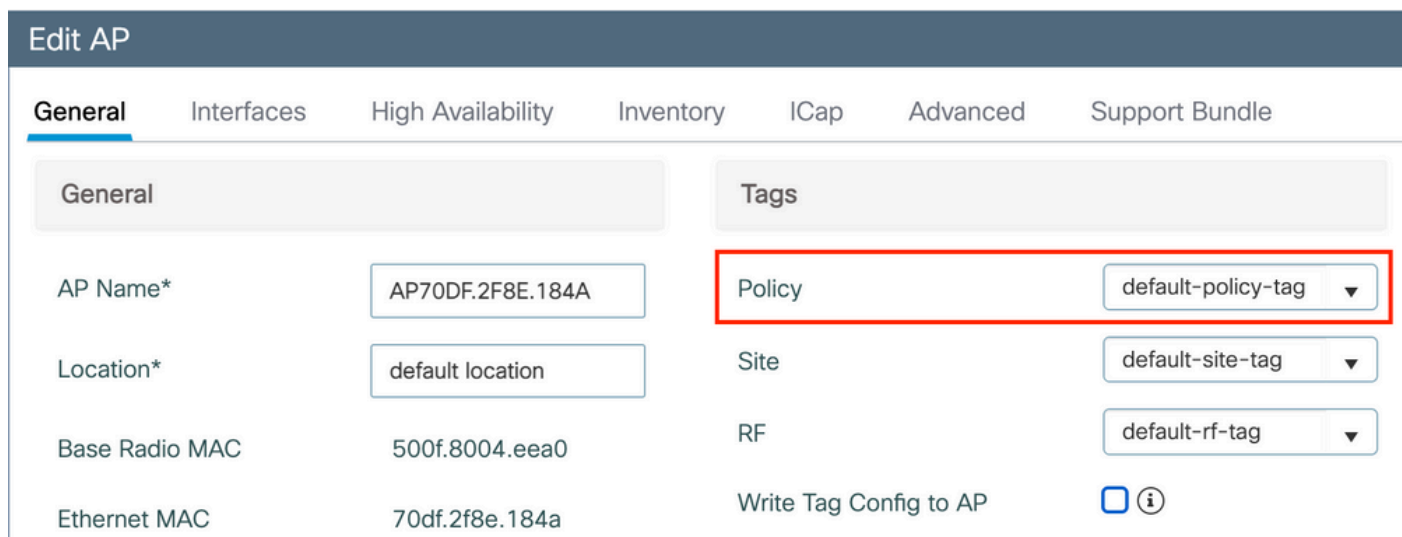 Edit AP
General Interfaces High Availability Inventory ICap Advanced Support Bundle
General
AP Name* AP70DF.2F8E.184A
Location* default location
Base Radio MAC 500f.8004.eea0
Ethernet MAC 70df.2f8e.184a
Tags
Policy default-policy-tag
Site default-site-tag
RF default-rf-tag
Write Tag Config to AP